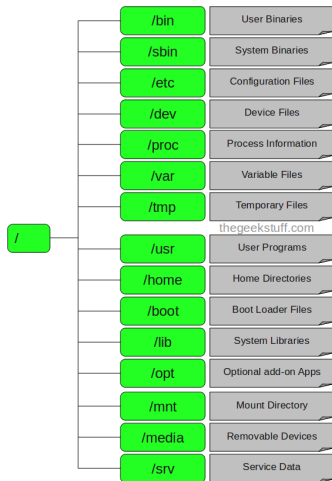 /bin User Binaries
/sbin System Binaries
/etc Configuration Files
/dev Device Files
/proc Process Information
/var Variable Files
/tmp Temporary Files
thegeekstuff.com
/
/usr User Programs
/home Home Directories
/boot Boot Loader Files
/lib System Libraries
/opt Optional add-on Apps
/mnt Mount Directory
/media Removable Devices
/srv Service Data